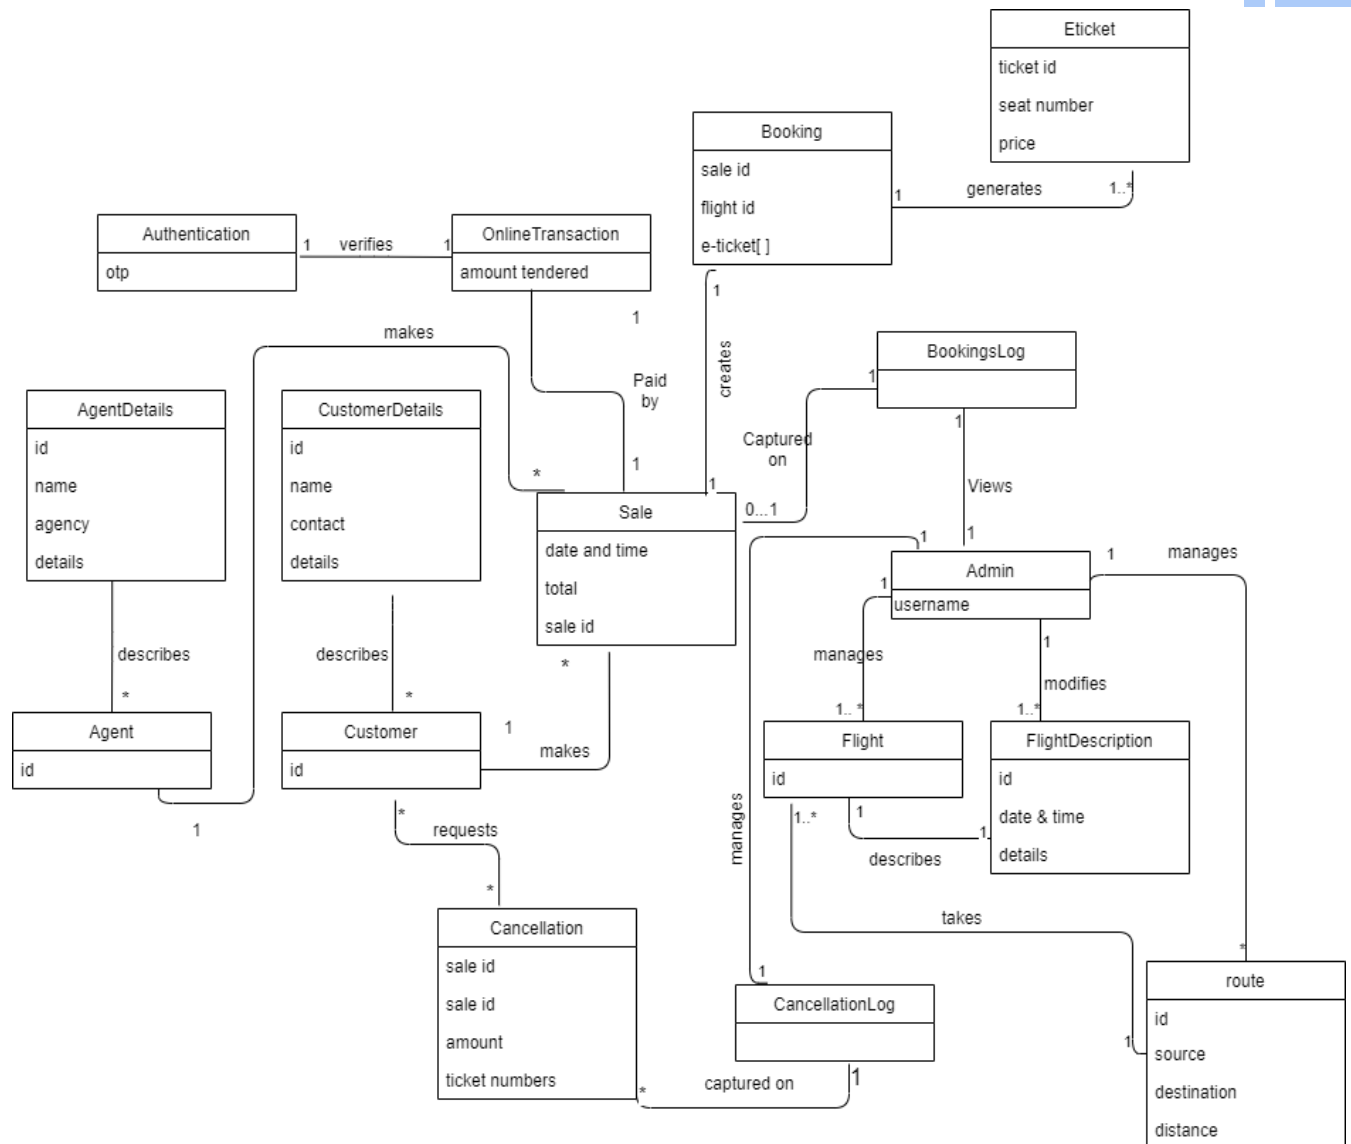 Eticket
ticket id
seat number
price
Booking
sale id
flight id
e-ticket[ ]
1
generates
1..*
Authentication
otp
1
verifies
1
OnlineTransaction
amount tendered
1
1
creates
makes
Paid
by
BookingsLog
1
1
Captured
on
AgentDetails
id
name
agency
details
CustomerDetails
id
name
contact
details
*
1
1
Sale
date and time
total
sale id
0...1
Views
1
1
Admin
username
1
manages
1
manages
1
modifies
describes
*
describes
*
*
Agent
id
1
Customer
id
1
makes
1.. *
Flight
id
1..*
FlightDescription
id
date & time
details
1..*
1
describes
1
manages
*
requests
*
takes
*
Cancellation
sale id
sale id
amount
ticket numbers
1
CancellationLog
*
captured on
1
1
route
id
source
destination
distance